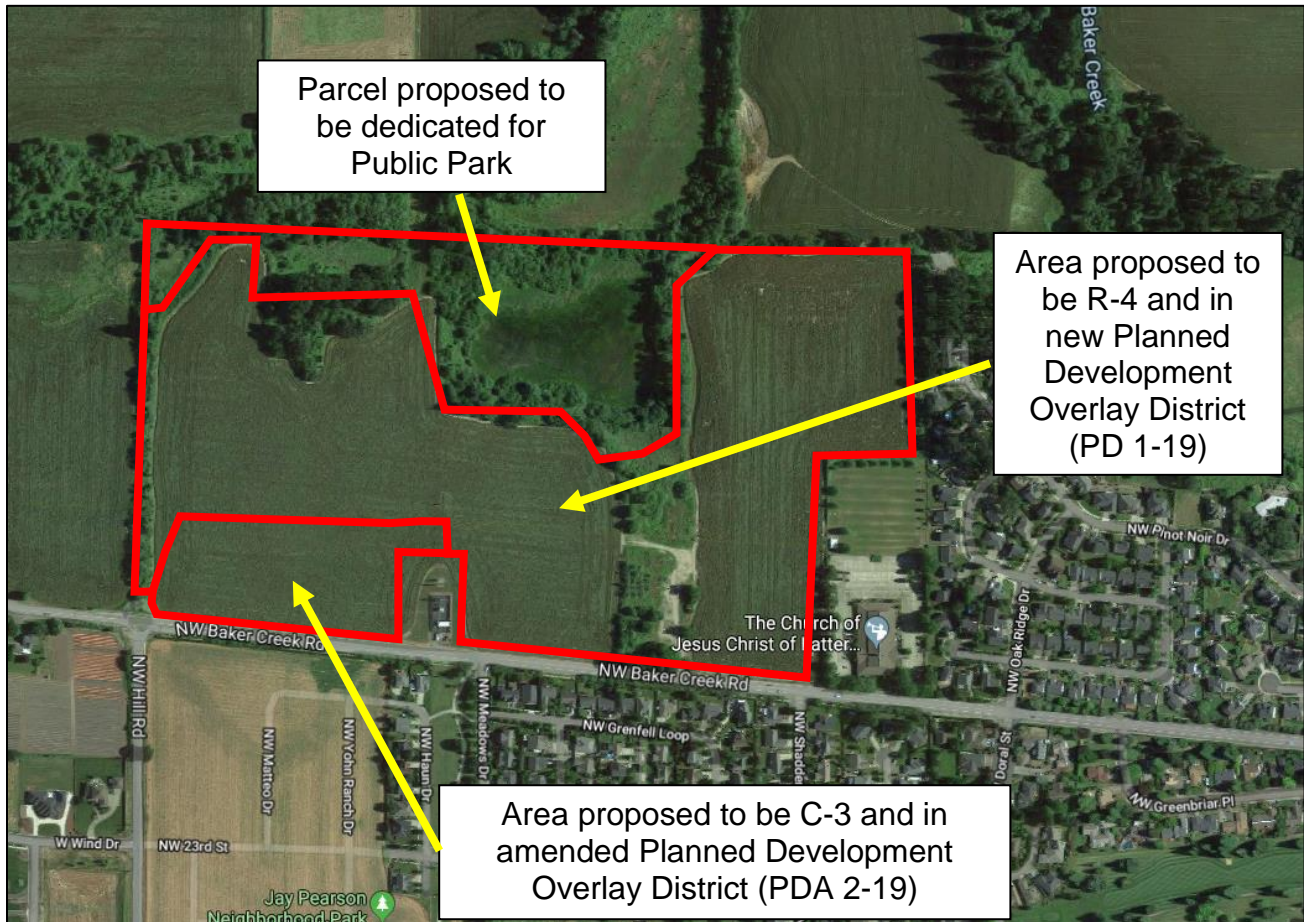 Baker Creek
Parcel proposed to
be dedicated for
Public Park
Area proposed to
be R-4 and in
new Planned
Development
Overlay District
(PD 1-19)
NW Pinot Noir Dr
The Church of
Jesus Christ of Latter...
NW Oak Ridge Dr
NW Baker Creek Rd
NW Baker Creek Rd
NW Hill Rd
NW Meadows Dr
NW Grenfell Loop
NW Shadde
Doral St
NW Matteo Dr
NW Yohn Ranch Dr
NW Haun Dr
NW Greenbriar Pl
W Wind Dr
NW 23rd St
Area proposed to be C-3 and in
amended Planned Development
Overlay District (PDA 2-19)
Jay Pearson
Neighborhood Park